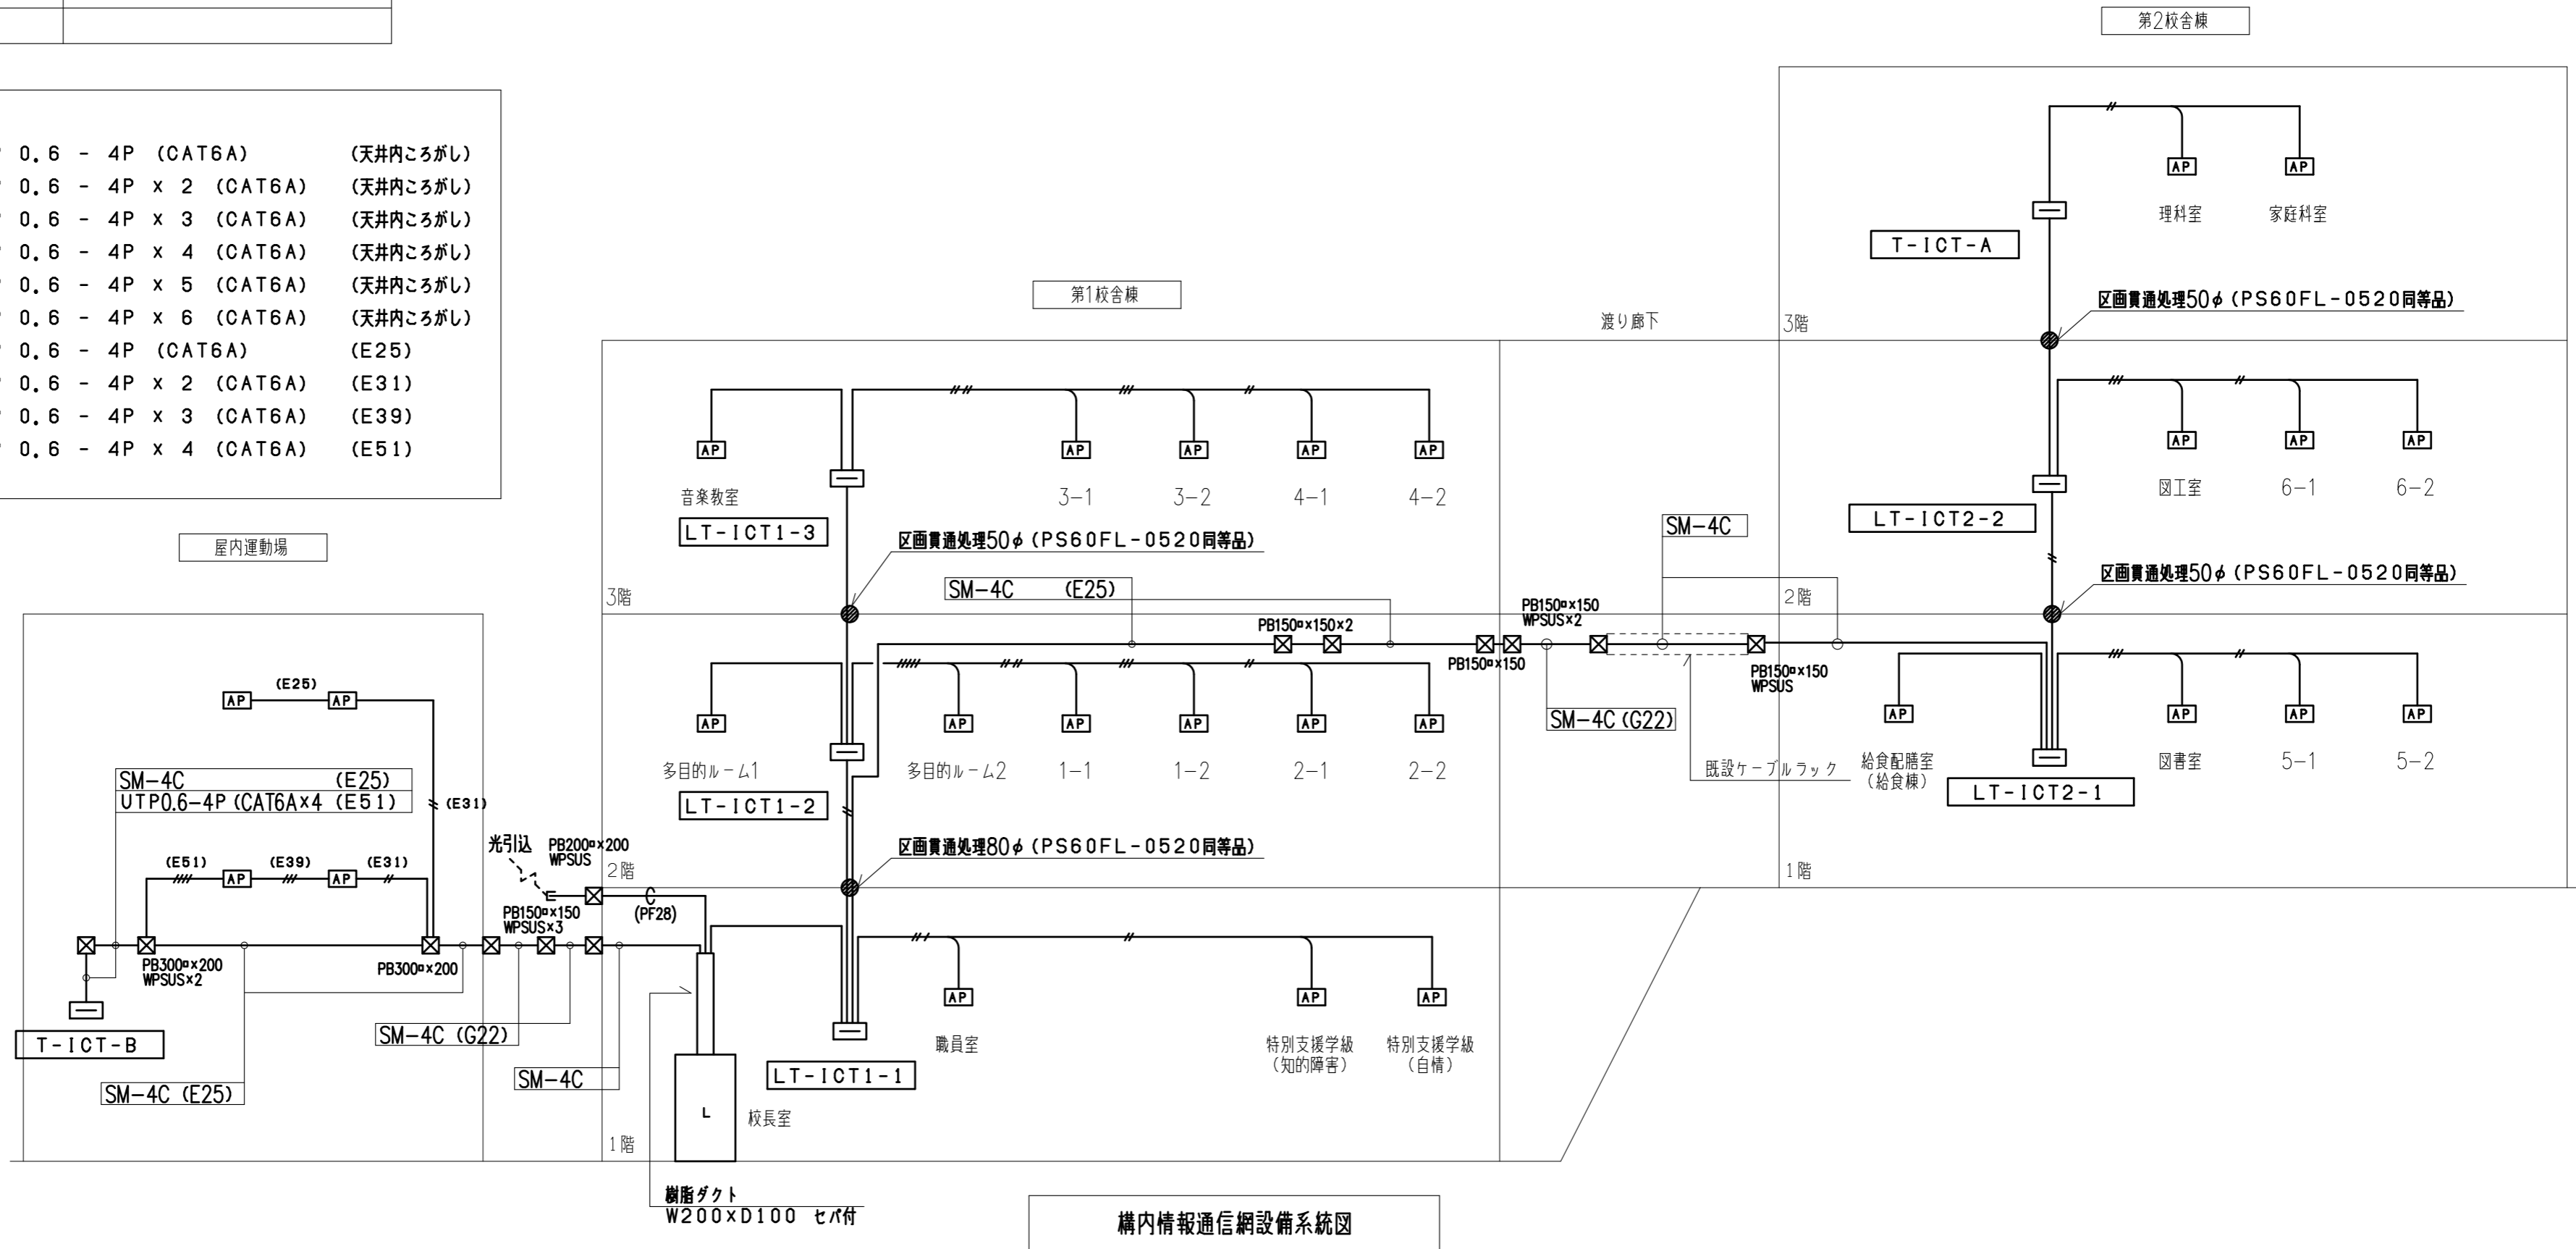 第2校舎棟
0.6 - 4P (CAT6A) (天井内ころがし)
0.6 - 4P x 2 (CAT6A) (天井内ころがし)
0.6 - 4P x 3 (CAT6A) (天井内ころがし)
0.6 - 4P x 4 (CAT6A) (天井内ころがし)
0.6 - 4P x 5 (CAT6A) (天井内ころがし)
0.6 - 4P x 6 (CAT6A) (天井内ころがし)
0.6 - 4P (CAT6A) (E25)
0.6 - 4P x 2 (CAT6A) (E31)
0.6 - 4P x 3 (CAT6A) (E39)
0.6 - 4P x 4 (CAT6A) (E51)
AP AP
理科室 家庭科室
T-ICT-A
区画貫通処理50φ(PS60FL-0520同等品)
3階
第1校舎棟
渡り廊下
AP AP AP AP AP
音楽教室 3-1 3-2 4-1 4-2
LT-ICT1-3
区画貫通処理50φ(PS60FL-0520同等品)
3階
AP AP AP
図工室 6-1 6-2
LT-ICT2-2
区画貫通処理50φ(PS60FL-0520同等品)
2階
SM-4C
SM-4C (E25)
PB150□×150×2
PB150□×150
PB150□×150
WPSUS×2
PB150□×150
WPSUS
SM-4C(G22)
既設ケーブルラック
AP AP AP AP AP AP
多目的ルーム1 多目的ルーム2 1-1 1-2 2-1 2-2
LT-ICT1-2
区画貫通処理80φ(PS60FL-0520同等品)
2階
AP AP AP AP
給食配膳室
(給食棟)
図書室 5-1 5-2
LT-ICT2-1
1階
屋内運動場
(E25)
AP AP
SM-4C (E25)
UTP0.6-4P(CAT6A×4 (E51)
(E31)
(E51) (E39) (E31)
AP AP
光引込
PB200□×200
WPSUS
(PF28)
PB150□×150
WPSUS×3
PB300□×200
WPSUS×2
PB300□×200
T-ICT-B
SM-4C (G22)
SM-4C (E25)
SM-4C
AP AP AP
職員室
特別支援学級
(知的障害)
特別支援学級
(自情)
LT-ICT1-1
L
校長室
1階
樹脂ダクト
W200×D100 セパ付
構内情報通信網設備系統図